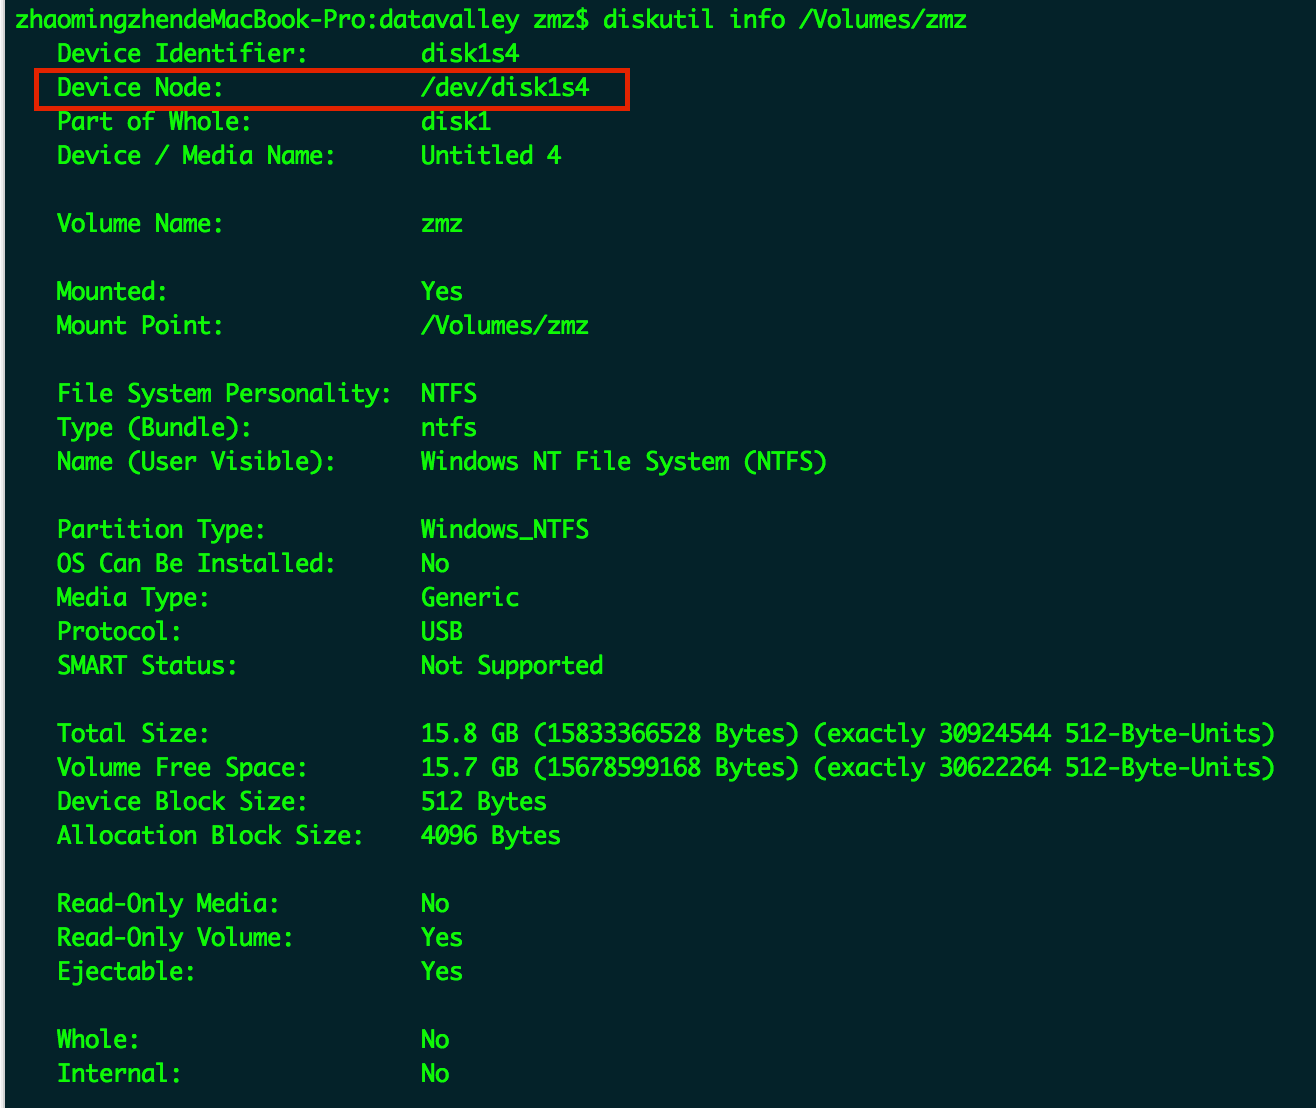 zhaomingzhendeMacBook-Pro:datavalley zmz$ diskutil info /Volumes/zmz
Device Identifier: disk1s4
Device Node: /dev/disk1s4
Part of Whole: disk1
Device / Media Name: Untitled 4
Volume Name: zmz
Mounted: Yes
Mount Point: /Volumes/zmz
File System Personality: NTFS
Type (Bundle): ntfs
Name (User Visible): Windows NT File System (NTFS)
Partition Type: Windows_NTFS
OS Can Be Installed: No
Media Type: Generic
Protocol: USB
SMART Status: Not Supported
Total Size: 15.8 GB (15833366528 Bytes) (exactly 30924544 512-Byte-Units)
Volume Free Space: 15.7 GB (15678599168 Bytes) (exactly 30622264 512-Byte-Units)
Device Block Size: 512 Bytes
Allocation Block Size: 4096 Bytes
Read-Only Media: No
Read-Only Volume: Yes
Ejectable: Yes
Whole: No
Internal: No